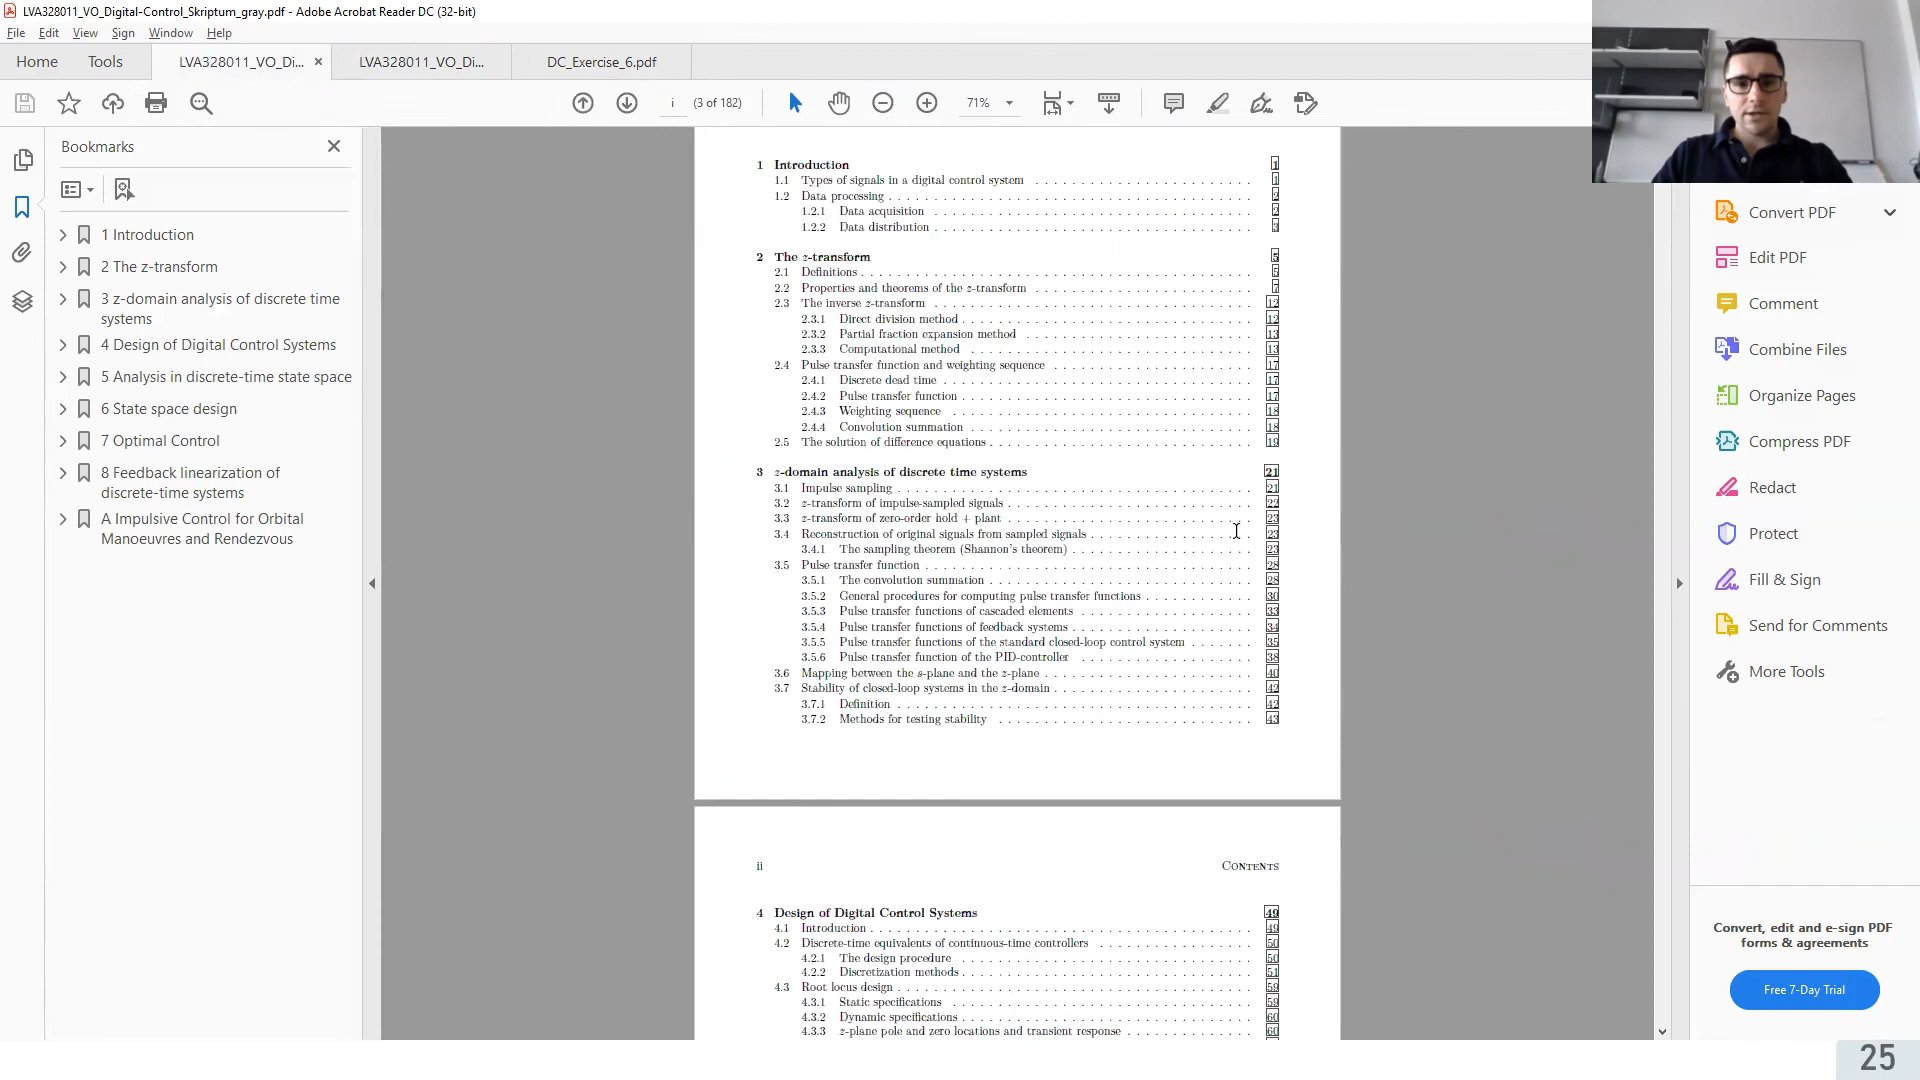 LVA328011_VO_Digital-Control_Skriptum_gray.pdf - Adobe Acrobat Reader DC (32-bit)
File Edit View Sign Window Help
Home Tools LVA328011_VO_Di... × LVA328011_VO_Di... DC_Exercise_6.pdf
i (3 of 182) 71%
Bookmarks
1 Introduction
2 The z-transform
3 z-domain analysis of discrete time
systems
4 Design of Digital Control Systems
5 Analysis in discrete-time state space
6 State space design
7 Optimal Control
8 Feedback linearization of
discrete-time systems
A Impulsive Control for Orbital
Manoeuvres and Rendezvous
1 Introduction 1
1.1 Types of signals in a digital control system 1
1.2 Data processing 2
1.2.1 Data acquisition 2
1.2.2 Data distribution 3
2 The z-transform 5
2.1 Definitions 5
2.2 Properties and theorems of the z-transform 7
2.3 The inverse z-transform 12
2.3.1 Direct division method 12
2.3.2 Partial fraction expansion method 13
2.3.3 Computational method 13
2.4 Pulse transfer function and weighting sequence 17
2.4.1 Discrete dead time 17
2.4.2 Pulse transfer function 17
2.4.3 Weighting sequence 18
2.4.4 Convolution summation 18
2.5 The solution of difference equations 19
3 z-domain analysis of discrete time systems 21
3.1 Impulse sampling 21
3.2 z-transform of impulse-sampled signals 22
3.3 z-transform of zero-order hold + plant 23
3.4 Reconstruction of original signals from sampled signals 23
3.4.1 The sampling theorem (Shannon's theorem) 23
3.5 Pulse transfer function 28
3.5.1 The convolution summation 28
3.5.2 General procedures for computing pulse transfer functions 30
3.5.3 Pulse transfer functions of cascaded elements 33
3.5.4 Pulse transfer functions of feedback systems 34
3.5.5 Pulse transfer functions of the standard closed-loop control system 35
3.5.6 Pulse transfer function of the PID-controller 38
3.6 Mapping between the s-plane and the z-plane 40
3.7 Stability of closed-loop systems in the z-domain 42
3.7.1 Definition 42
3.7.2 Methods for testing stability 43
ii CONTENTS
4 Design of Digital Control Systems 49
4.1 Introduction 49
4.2 Discrete-time equivalents of continuous-time controllers 50
4.2.1 The design procedure 50
4.2.2 Discretization methods 51
4.3 Root locus design 59
4.3.1 Static specifications 59
4.3.2 Dynamic specifications 60
4.3.3 z-plane pole and zero locations and transient response 60
Convert PDF
Edit PDF
Comment
Combine Files
Organize Pages
Compress PDF
Redact
Protect
Fill & Sign
Send for Comments
More Tools
Convert, edit and e-sign PDF
forms & agreements
Free 7-Day Trial
25